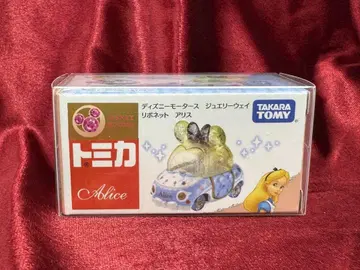 ディズニーモータース ジュエリーウェイ
リボネット アリス
TAKARA
TOMY
トミカ
Alice